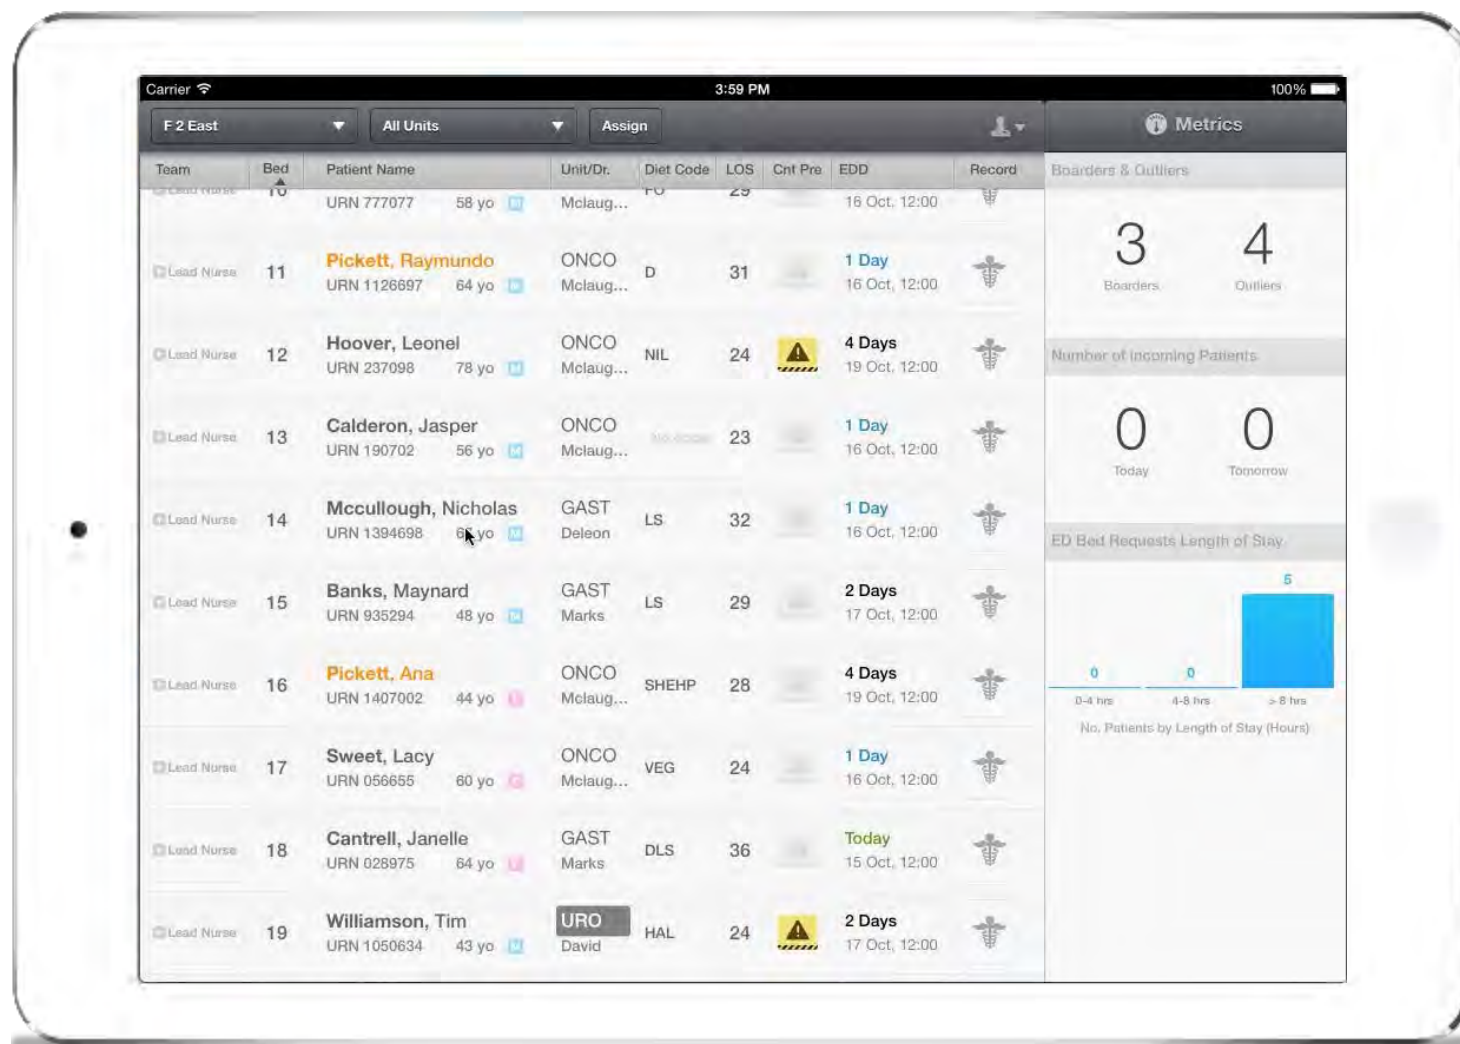 Carrier 3:59 PM 100%
F 2 East All Units Assign Metrics
Team Bed Patient Name Unit/Dr. Diet Code LOS Cnt Pre EDD Record Boarders & Outliers
URN 777077 58 yo M Mclaug... 16 Oct, 12:00
Lead Nurse 11 Pickett, Raymundo ONCO D 31 1 Day
URN 1126697 64 yo M Mclaug... 16 Oct, 12:00
3 4
Boarders Outliers
Lead Nurse 12 Hoover, Leonel ONCO NIL 24 4 Days
URN 237098 78 yo M Mclaug... 19 Oct, 12:00
Number of Incoming Patients
Lead Nurse 13 Calderon, Jasper ONCO 23 1 Day
URN 190702 56 yo M Mclaug... 16 Oct, 12:00
0 0
Today Tomorrow
Lead Nurse 14 Mccullough, Nicholas GAST LS 32 1 Day
URN 1394698 yo M Deleon 16 Oct, 12:00
ED Bed Requests Length of Stay
Lead Nurse 15 Banks, Maynard GAST LS 29 2 Days
URN 935294 48 yo M Marks 17 Oct, 12:00
5
Lead Nurse 16 Pickett, Ana ONCO SHEHP 28 4 Days
URN 1407002 44 yo Mclaug... 19 Oct, 12:00
0 0
0-4 hrs 4-8 hrs > 8 hrs
No. Patients by Length of Stay (Hours)
Lead Nurse 17 Sweet, Lacy ONCO VEG 24 1 Day
URN 056655 60 yo Mclaug... 16 Oct, 12:00
Lead Nurse 18 Cantrell, Janelle GAST DLS 36 Today
URN 028975 64 yo Marks 15 Oct, 12:00
Lead Nurse 19 Williamson, Tim URO HAL 24 2 Days
URN 1050634 43 yo M David 17 Oct, 12:00